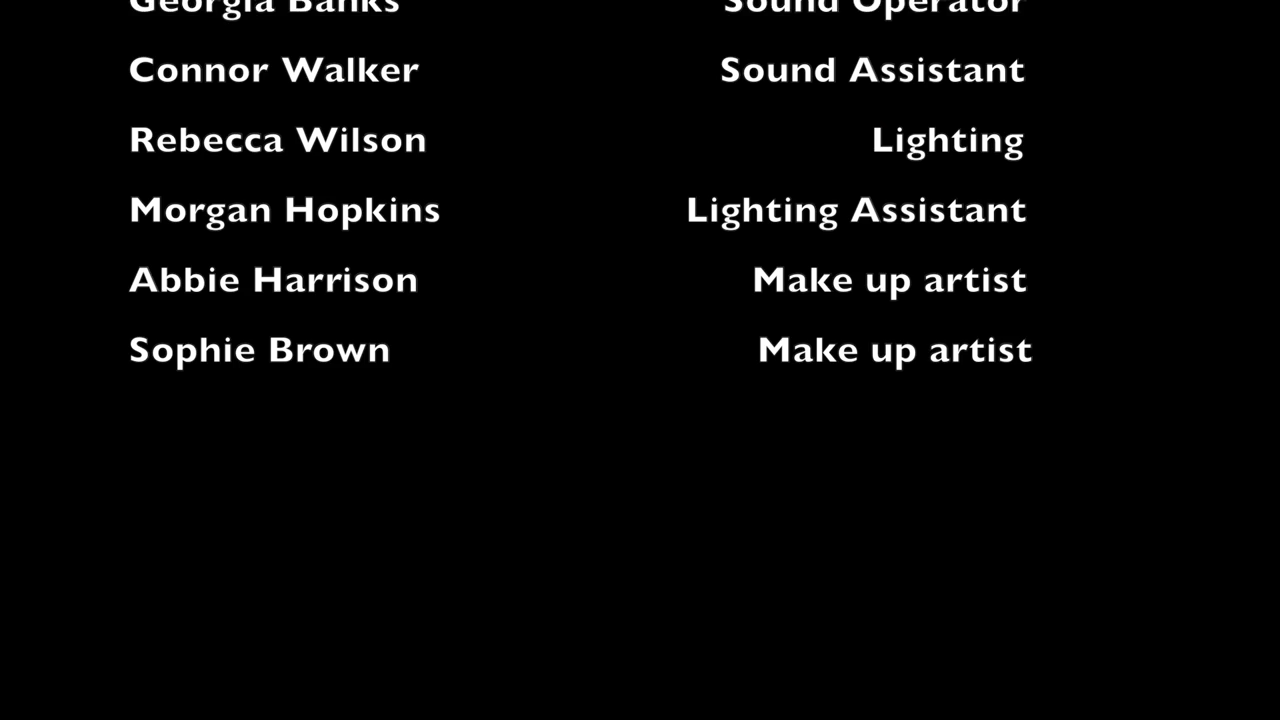 Georgia Banks Sound Operator
Connor Walker Sound Assistant
Rebecca Wilson Lighting
Morgan Hopkins Lighting Assistant
Abbie Harrison Make up artist
Sophie Brown Make up artist